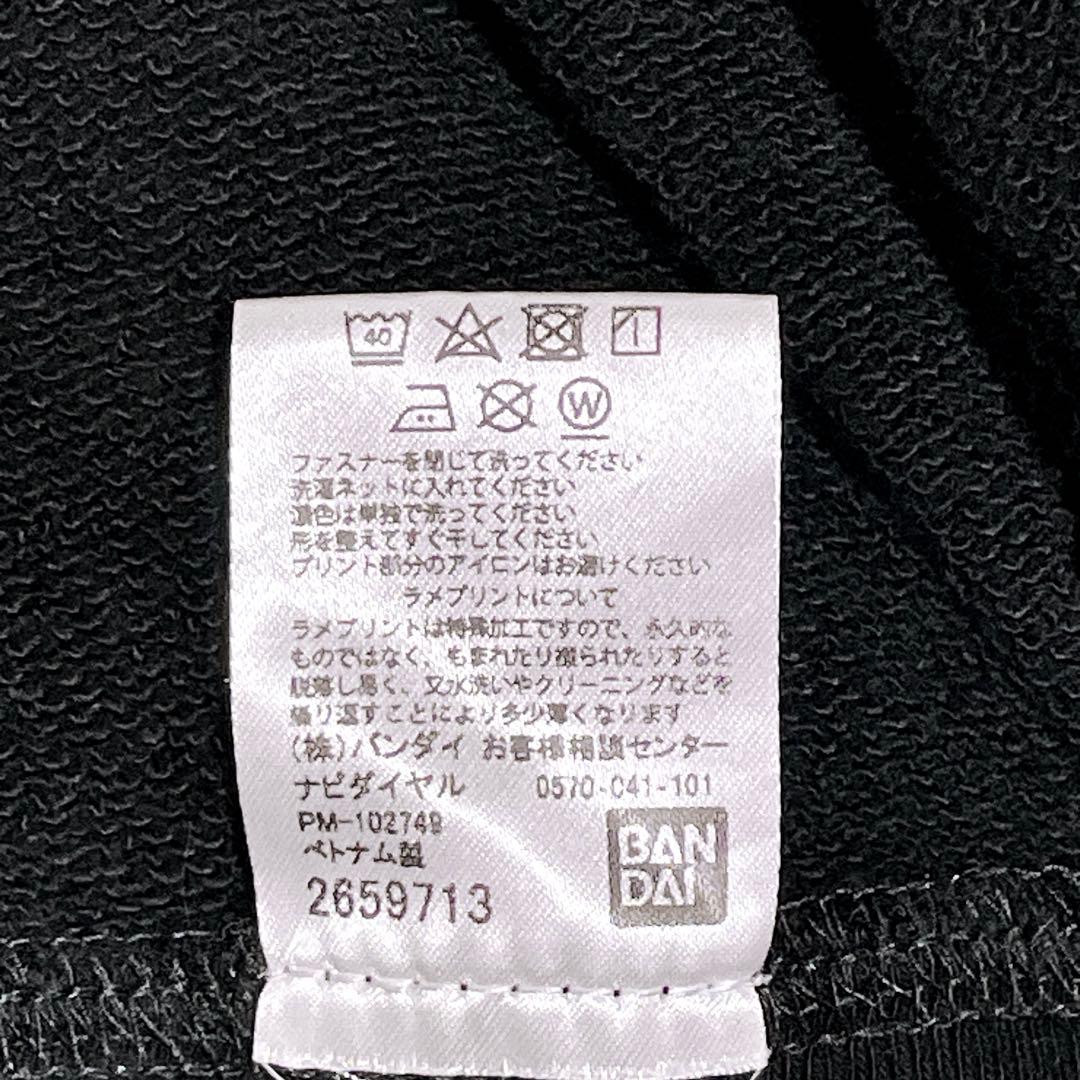 40
W
ファスナーを閉じて洗ってください
洗濯ネットに入れてください
濃色は単独で洗ってください
形を整えてすぐ干してください
プリント部分のアイロンはお避けください
ラメプリントについて
ラメプリントは特殊加工ですので、永久的な
ものではなく、もまれたり擦られたりすると
脱落し易く、又水洗いやクリーニングなどを
繰り返すことにより多少薄くなります
(株)バンダイ お客様相談センター
ナビダイヤル 0570-041-101
PM-102749
ベトナム製
2659713
BAN
DAI